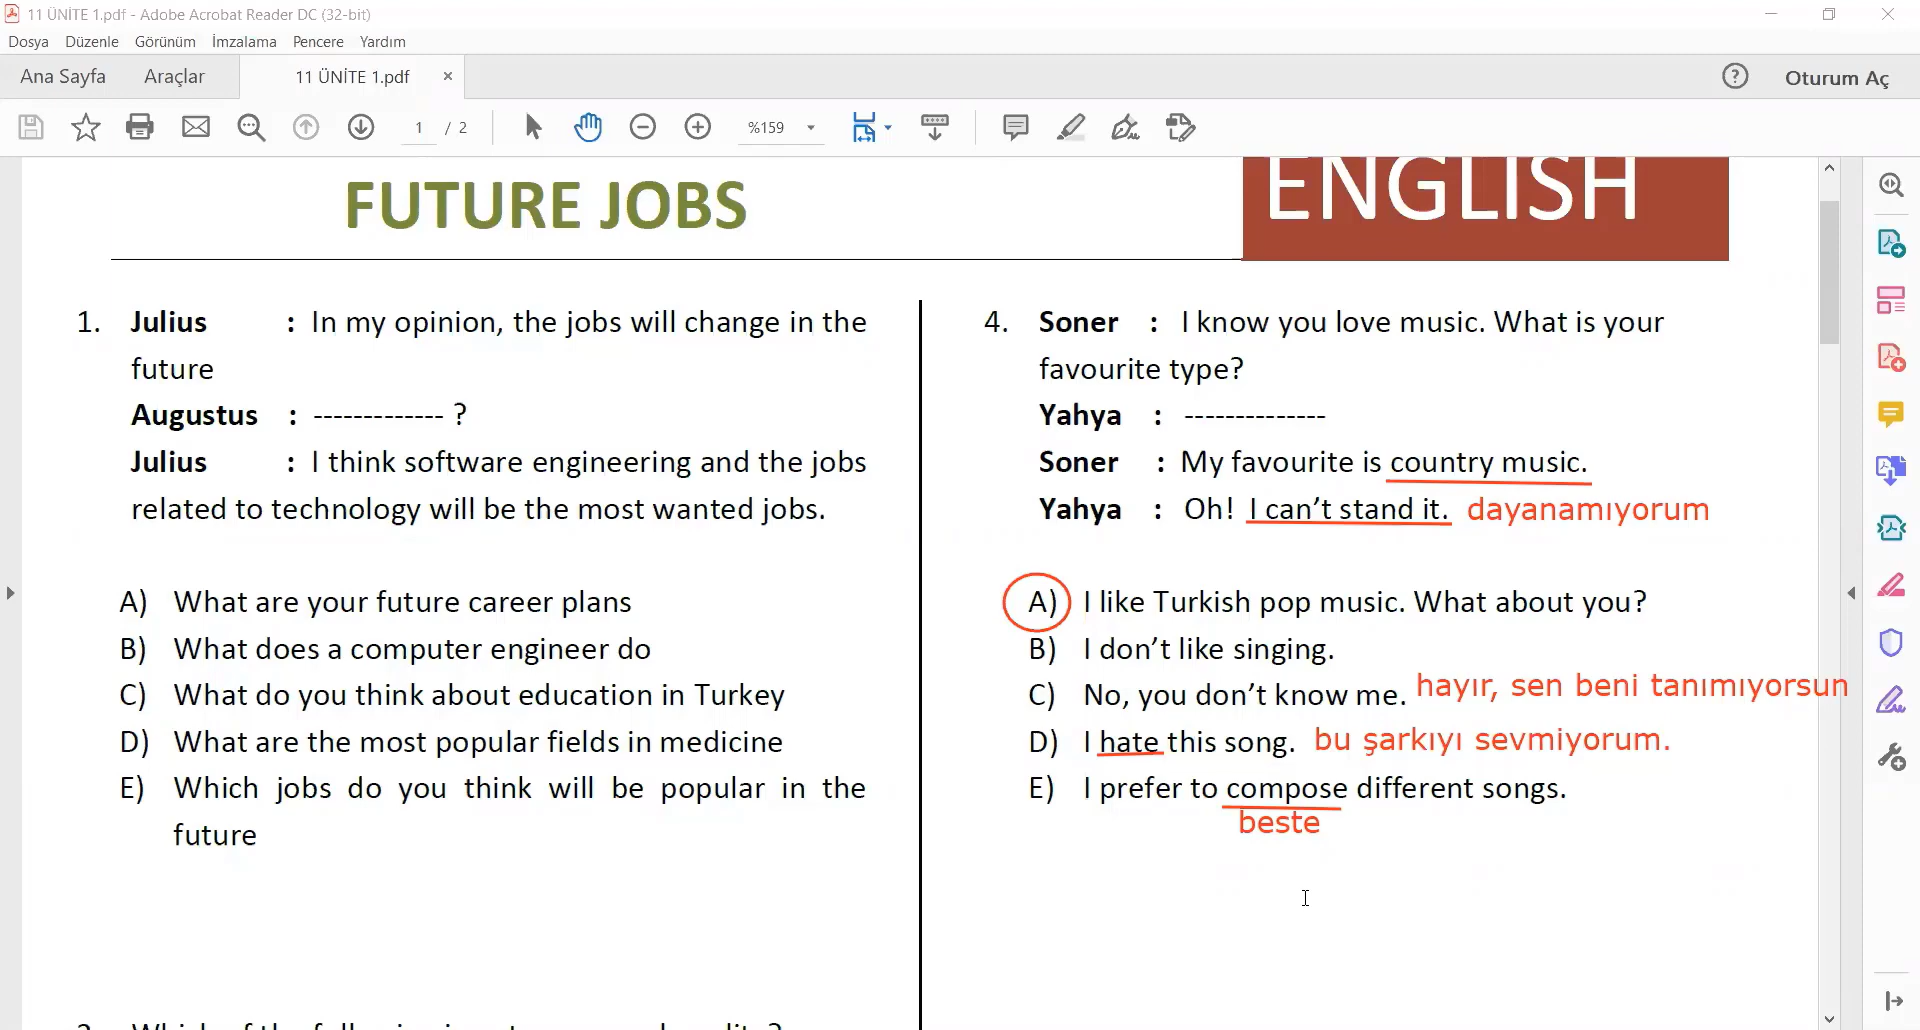 11 ÜNİTE 1.pdf - Adobe Acrobat Reader DC (32-bit)
Dosya Düzenle Görünüm İmzalama Pencere Yardım
Ana Sayfa Araçlar 11 ÜNİTE 1.pdf × ? Oturum Aç
1 / 2 %159
FUTURE JOBS
ENGLISH
1. Julius : In my opinion, the jobs will change in the
future
Augustus : ------------- ?
Julius : I think software engineering and the jobs
related to technology will be the most wanted jobs.
A) What are your future career plans
B) What does a computer engineer do
C) What do you think about education in Turkey
D) What are the most popular fields in medicine
E) Which jobs do you think will be popular in the
future
4. Soner : I know you love music. What is your
favourite type?
Yahya : --------------
Soner : My favourite is country music.
Yahya : Oh! I can't stand it. dayanamıyorum
A) I like Turkish pop music. What about you?
B) I don't like singing.
C) No, you don't know me. hayır, sen beni tanımıyorsun
D) I hate this song. bu şarkıyı sevmiyorum.
E) I prefer to compose different songs.
beste